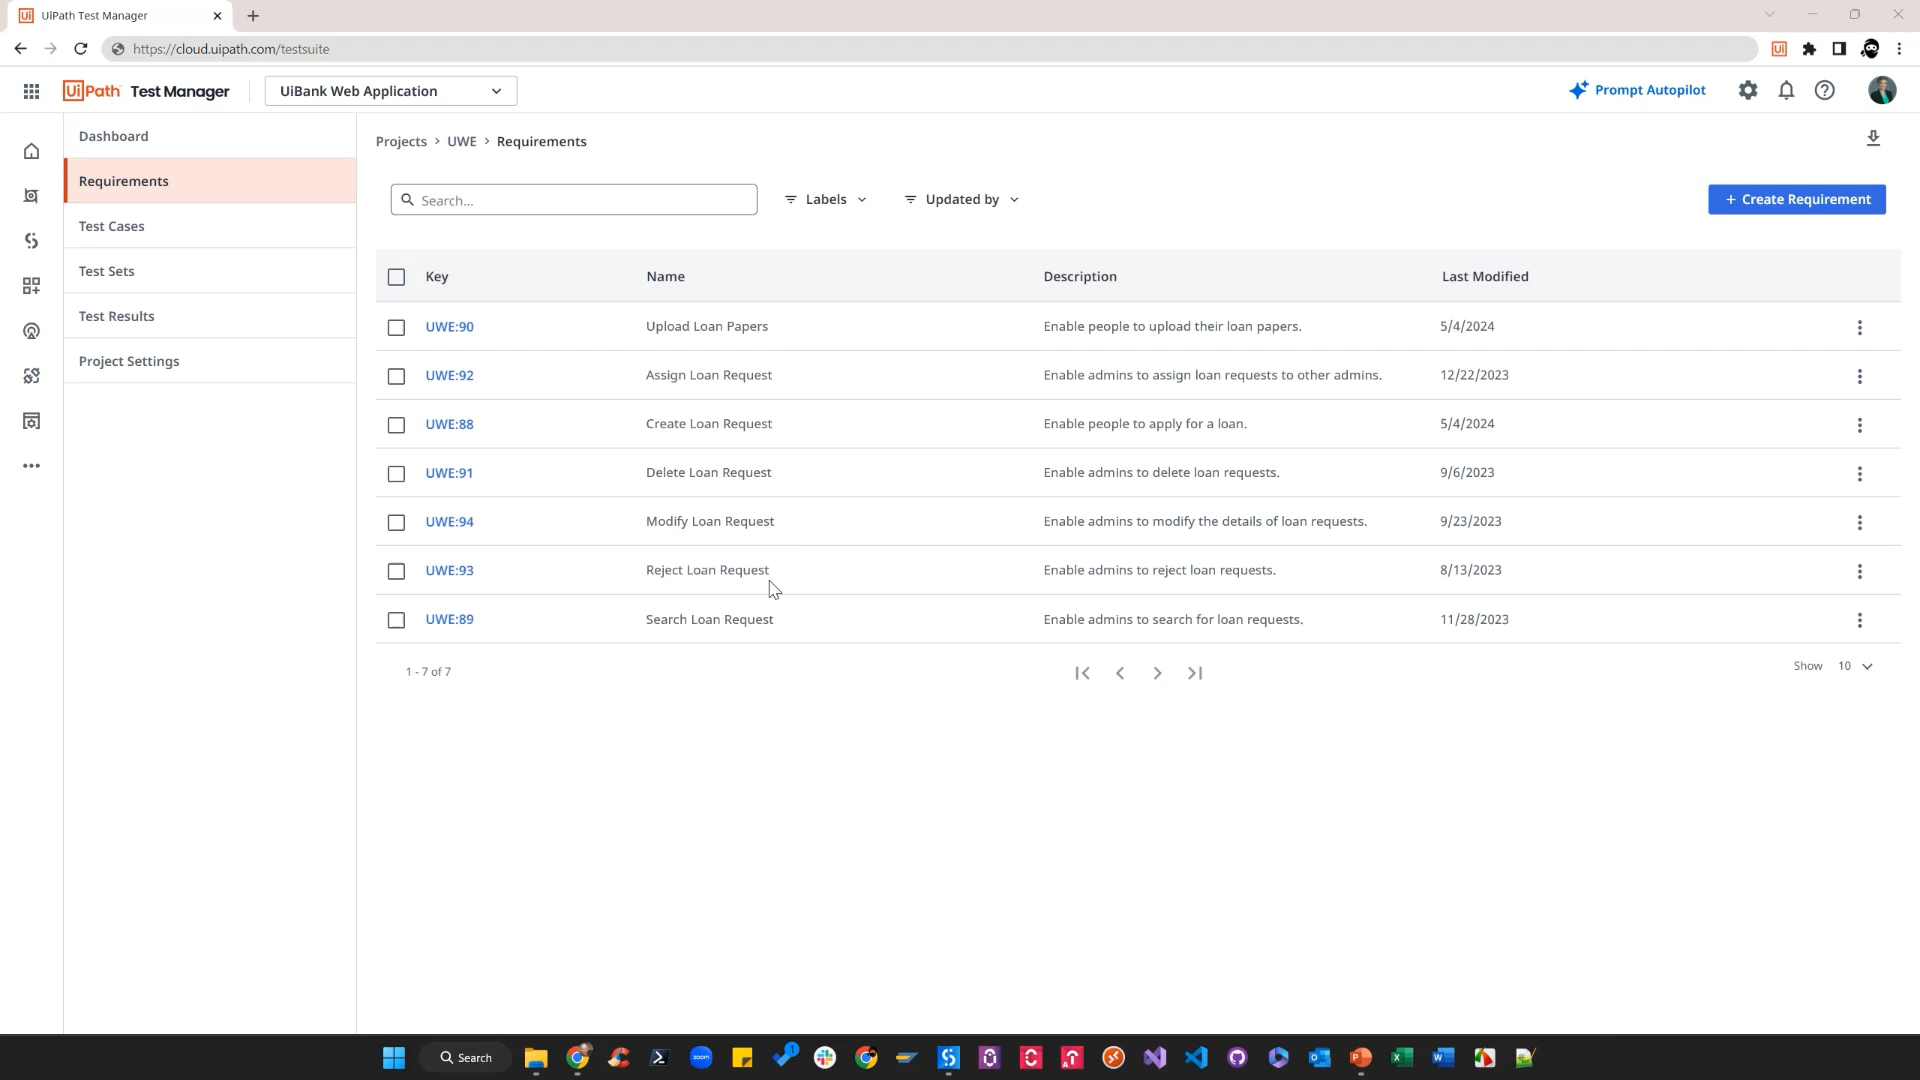 UiPath Test Manager
https://cloud.uipath.com/testsuite
UiPath Test Manager
UiBank Web Application
Prompt Autopilot
Dashboard
Requirements
Test Cases
Test Sets
Test Results
Project Settings
Projects > UWE > Requirements
Search...
Labels
Updated by
+ Create Requirement
Key Name Description Last Modified
UWE:90 Upload Loan Papers Enable people to upload their loan papers. 5/4/2024
UWE:92 Assign Loan Request Enable admins to assign loan requests to other admins. 12/22/2023
UWE:88 Create Loan Request Enable people to apply for a loan. 5/4/2024
UWE:91 Delete Loan Request Enable admins to delete loan requests. 9/6/2023
UWE:94 Modify Loan Request Enable admins to modify the details of loan requests. 9/23/2023
UWE:93 Reject Loan Request Enable admins to reject loan requests. 8/13/2023
UWE:89 Search Loan Request Enable admins to search for loan requests. 11/28/2023
1 - 7 of 7
Show 10
Search